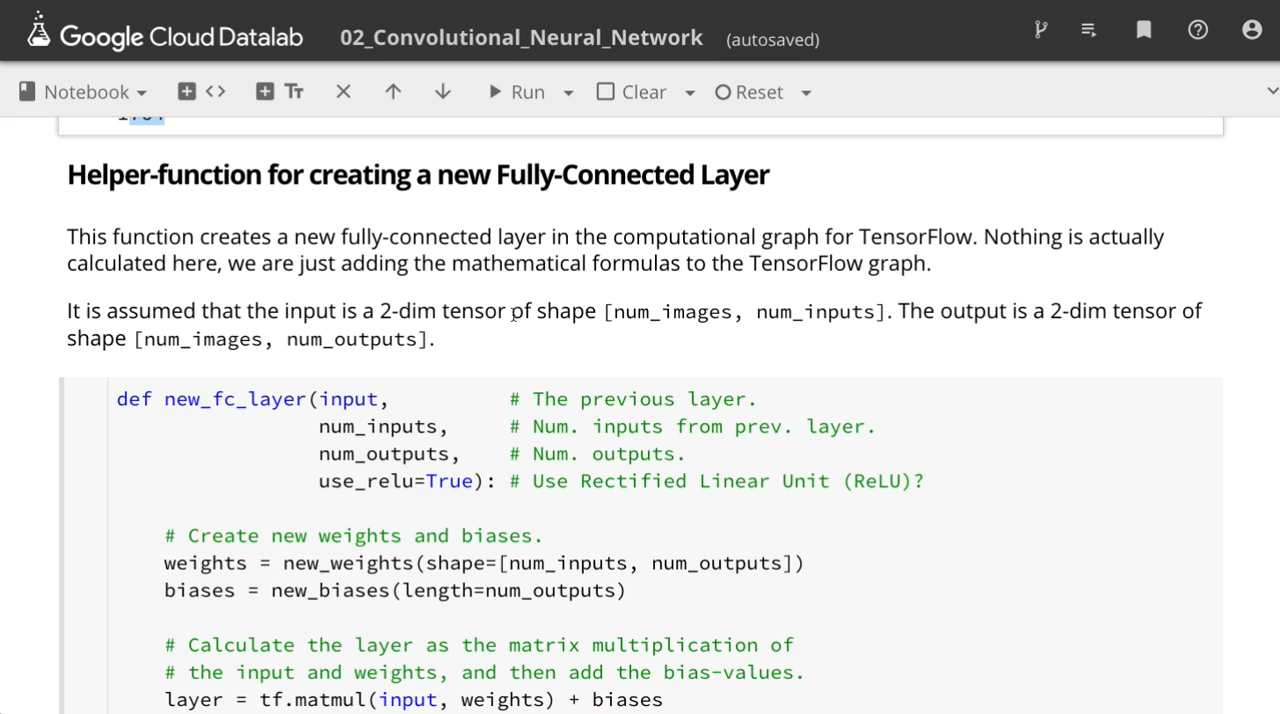 Google Cloud Datalab 02_Convolutional_Neural_Network (autosaved)
Notebook <> Tт Run Clear Reset
Helper-function for creating a new Fully-Connected Layer
This function creates a new fully-connected layer in the computational graph for TensorFlow. Nothing is actually
calculated here, we are just adding the mathematical formulas to the TensorFlow graph.
It is assumed that the input is a 2-dim tensor of shape [num_images, num_inputs]. The output is a 2-dim tensor of
shape [num_images, num_outputs].
def new_fc_layer(input,          # The previous layer.
                 num_inputs,     # Num. inputs from prev. layer.
                 num_outputs,    # Num. outputs.
                 use_relu=True): # Use Rectified Linear Unit (ReLU)?
    # Create new weights and biases.
    weights = new_weights(shape=[num_inputs, num_outputs])
    biases = new_biases(length=num_outputs)
    # Calculate the layer as the matrix multiplication of
    # the input and weights, and then add the bias-values.
    layer = tf.matmul(input, weights) + biases